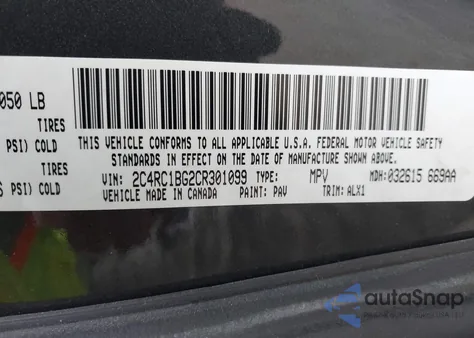 050 LB
TIRES
PSI) COLD
TIRES
PSI) COLD
THIS VEHICLE CONFORMS TO ALL APPLICABLE U.S.A. FEDERAL MOTOR VEHICLE SAFETY
STANDARDS IN EFFECT ON THE DATE OF MANUFACTURE SHOWN ABOVE.
VIN: 2C4RC1BG2CR301099 TYPE: MPV MDH:032615 669AA
VEHICLE MADE IN CANADA PAINT: PAV TRIM: ALX1
autaSnap